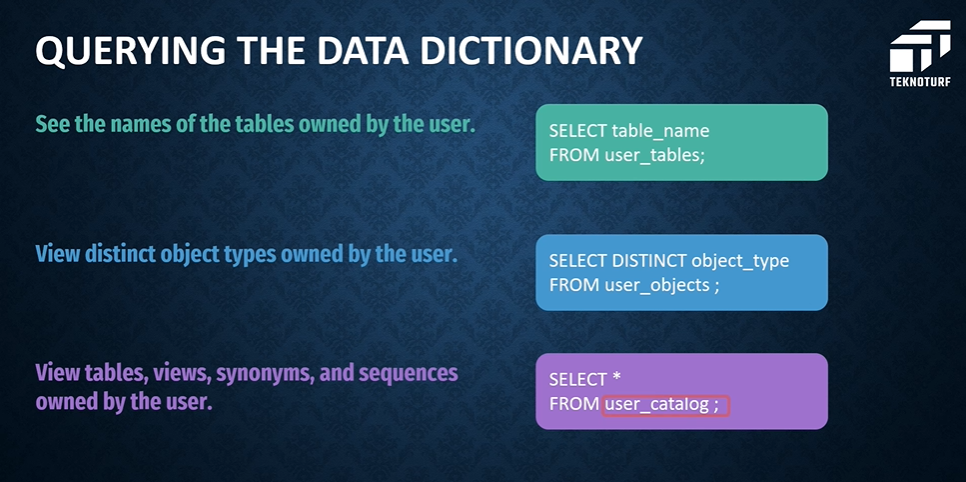 QUERYING THE DATA DICTIONARY
TEKNOTURF
See the names of the tables owned by the user.
SELECT table_name
FROM user_tables;
View distinct object types owned by the user.
SELECT DISTINCT object_type
FROM user_objects ;
View tables, views, synonyms, and sequences
owned by the user.
SELECT *
FROM user_catalog ;